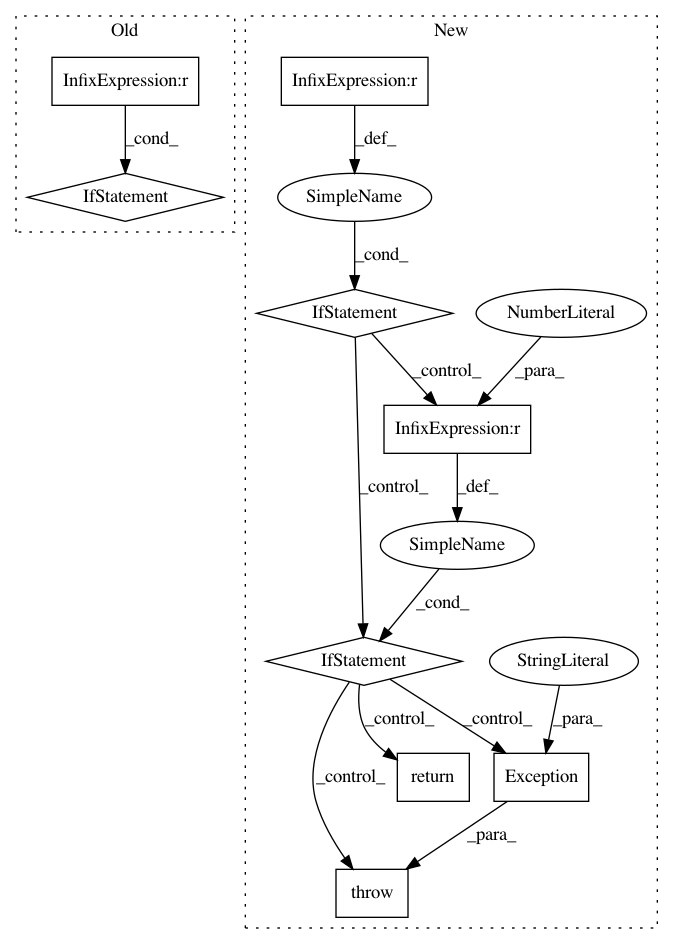 Old
New
InfixExpression:r
InfixExpression:r
_cond_
_def_
IfStatement
SimpleName
_cond_
IfStatement
NumberLiteral
_control_
_para_
InfixExpression:r
_control_
_def_
SimpleName
_cond_
IfStatement
StringLiteral
_control_
_control_
_para_
_control_
return
Exception
_para_
throw